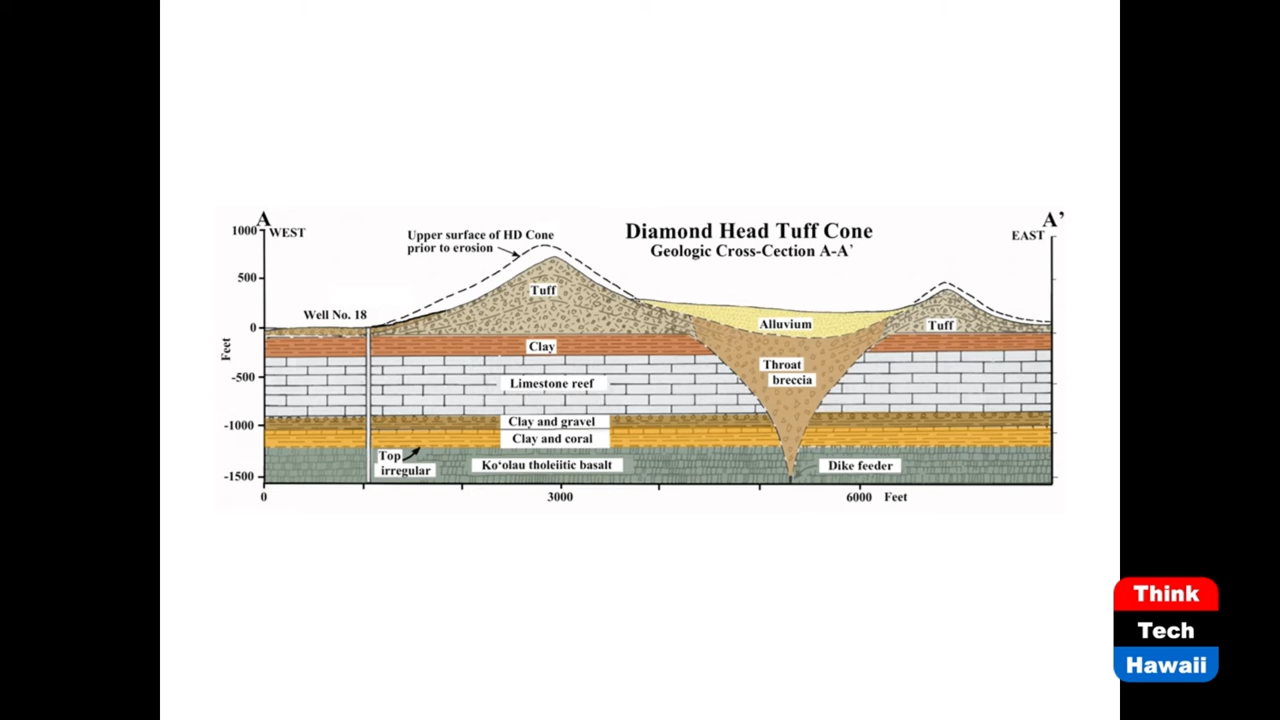 A
WEST
1000
Upper surface of HD Cone
prior to erosion
Diamond Head Tuff Cone
Geologic Cross-Cection A-A’
A’
EAST
500
Tuff
Well No. 18
0
Alluvium
Tuff
Feet
Clay
Throat
breccia
-500
Limestone reef
-1000
Clay and gravel
Clay and coral
Top
irregular
Koʻolau tholeiitic basalt
Dike feeder
-1500
0
3000
6000
Feet
Think
Tech
Hawaii